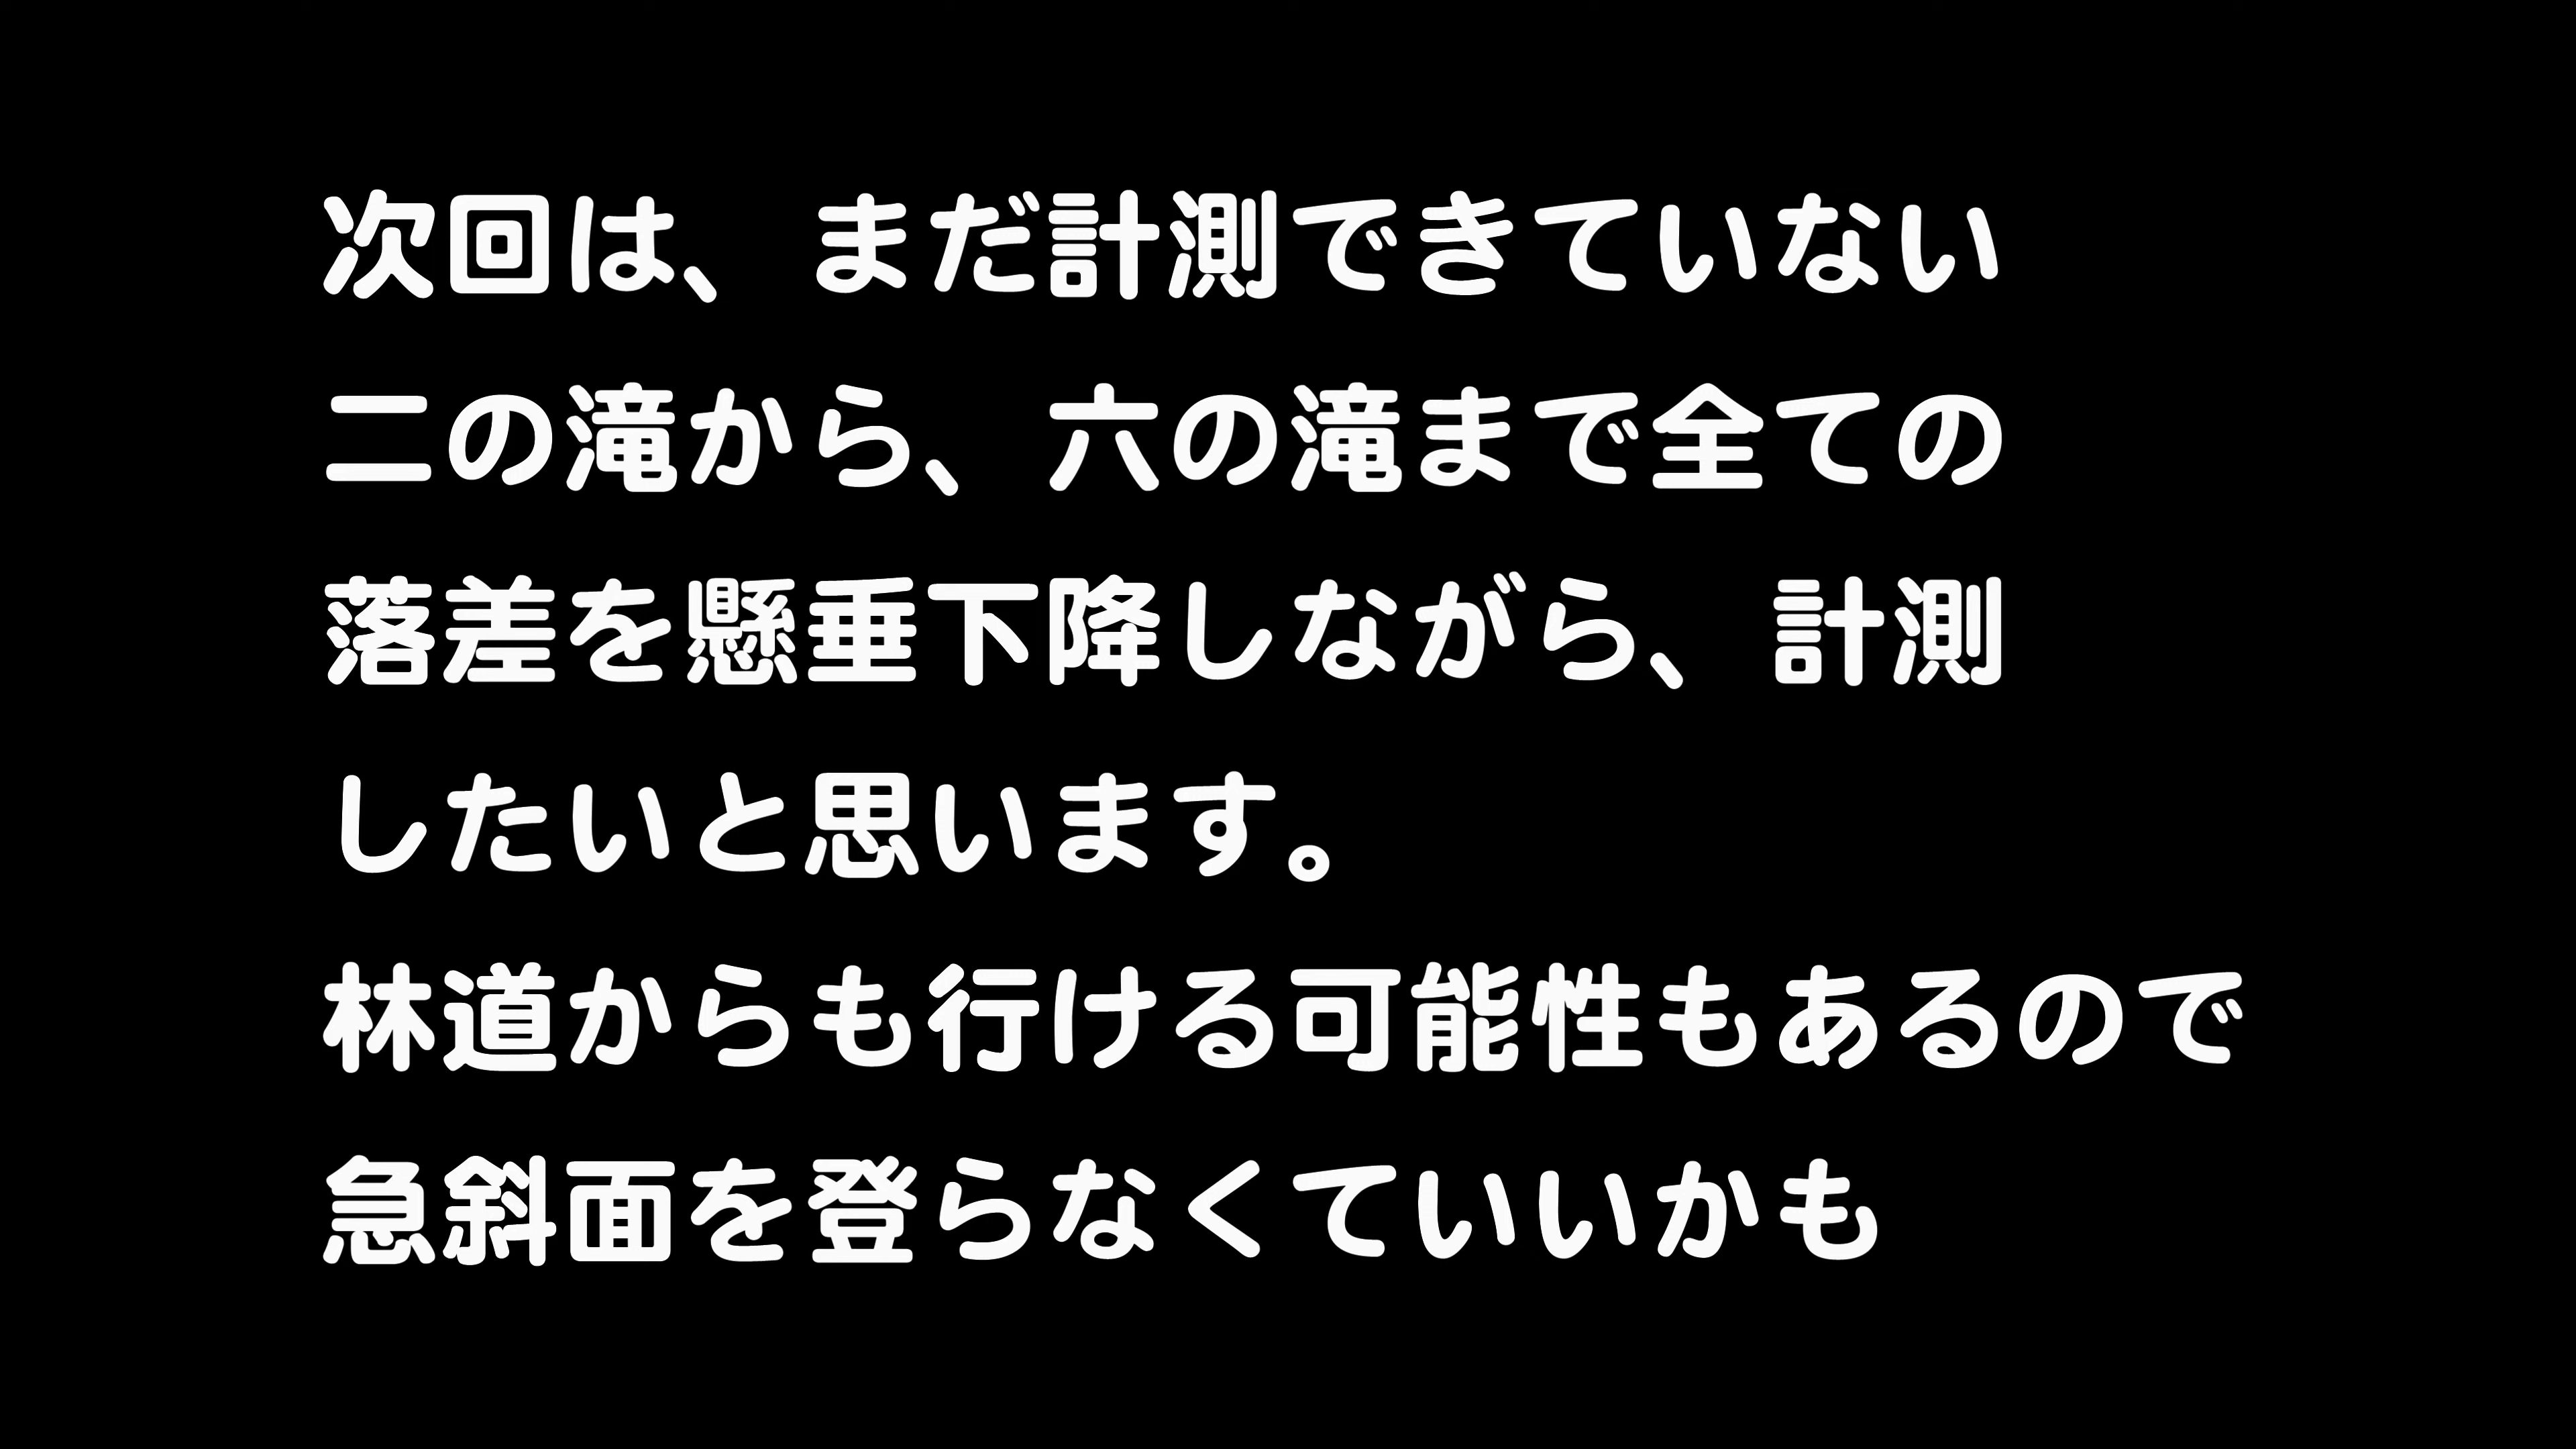 次回は、まだ計測できていない
二の滝から、六の滝まで全ての
落差を懸垂下降しながら、計測
したいと思います。
林道からも行ける可能性もあるので
急斜面を登らなくていいかも